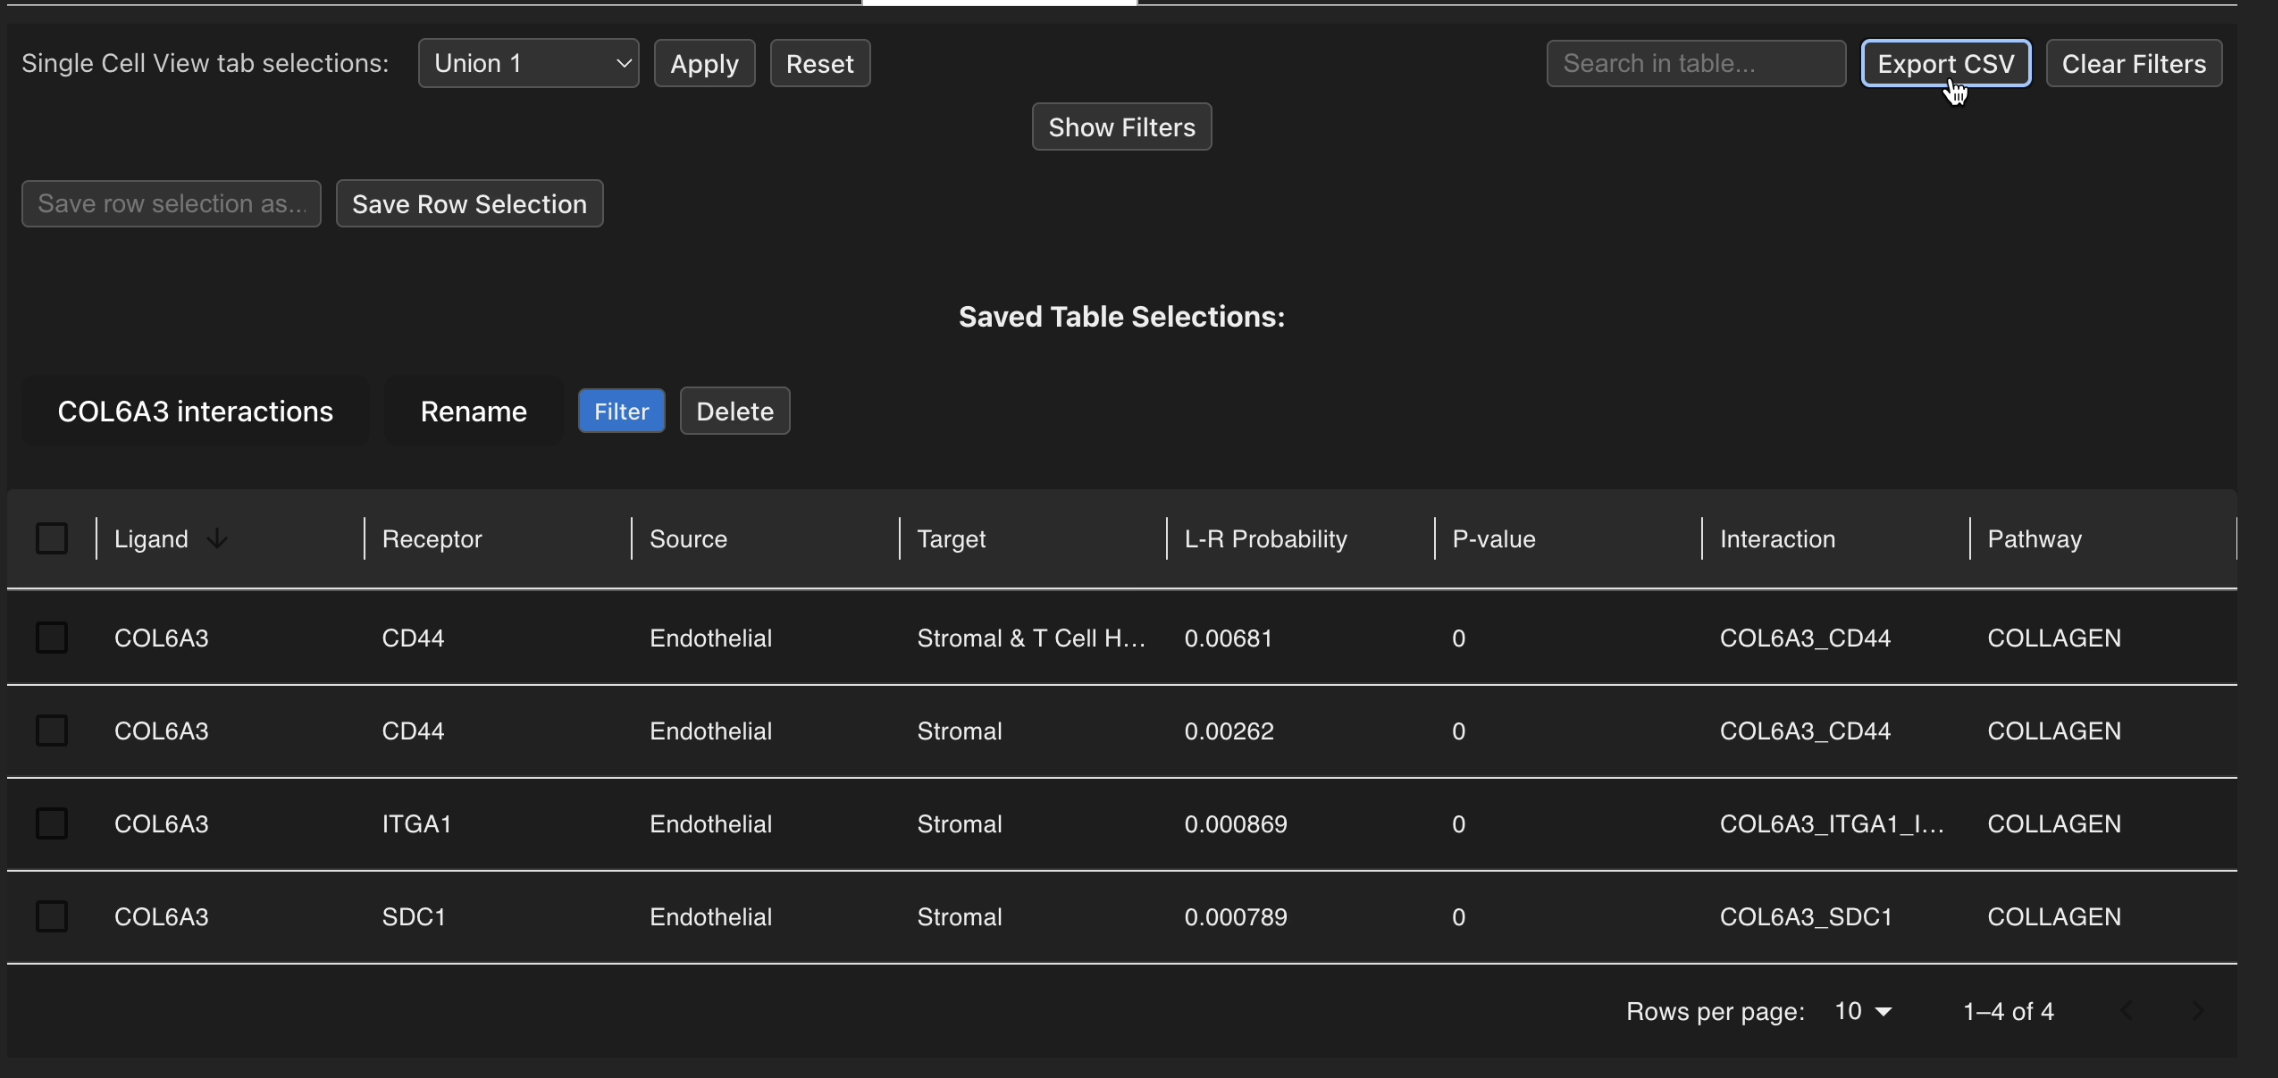 Single Cell View tab selections: Union 1 Apply Reset Search in table... Export CSV Clear Filters
Show Filters
Save row selection as... Save Row Selection
Saved Table Selections:
COL6A3 interactions Rename Filter Delete
Ligand Receptor Source Target L-R Probability P-value Interaction Pathway
COL6A3 CD44 Endothelial Stromal & T Cell H... 0.00681 0 COL6A3_CD44 COLLAGEN
COL6A3 CD44 Endothelial Stromal 0.00262 0 COL6A3_CD44 COLLAGEN
COL6A3 ITGA1 Endothelial Stromal 0.000869 0 COL6A3_ITGA1_I... COLLAGEN
COL6A3 SDC1 Endothelial Stromal 0.000789 0 COL6A3_SDC1 COLLAGEN
Rows per page: 10 1–4 of 4